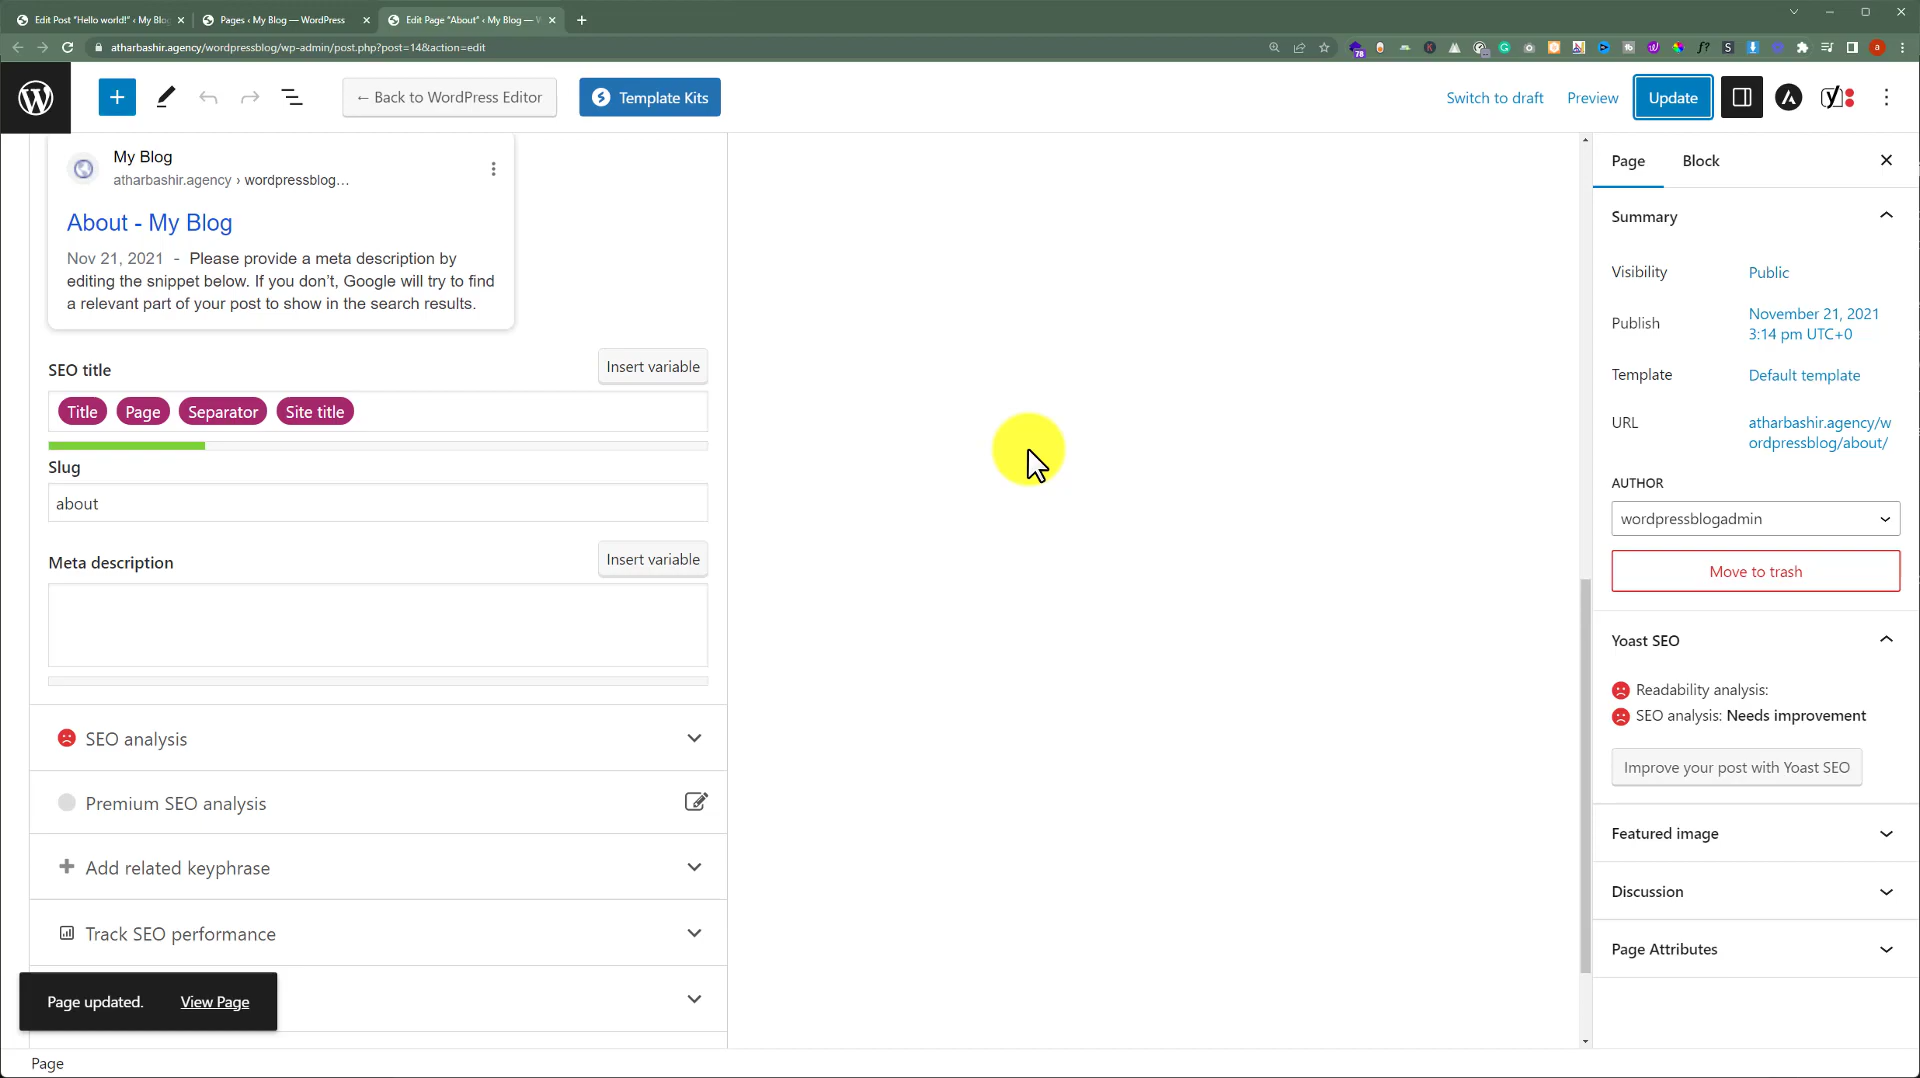 Edit Post "Hello world!" ‹ My Blog
Pages ‹ My Blog — WordPress
Edit Page "About" ‹ My Blog — W
atharbashir.agency/wordpressblog/wp-admin/post.php?post=14&action=edit
← Back to WordPress Editor
Template Kits
Switch to draft
Preview
Update
My Blog
atharbashir.agency › wordpressblog...
About - My Blog
Nov 21, 2021 - Please provide a meta description by
editing the snippet below. If you don't, Google will try to find
a relevant part of your post to show in the search results.
SEO title
Insert variable
Title Page Separator Site title
Slug
about
Meta description
Insert variable
SEO analysis
Premium SEO analysis
Add related keyphrase
Track SEO performance
Page updated. View Page
Page
Page Block
Summary
Visibility Public
Publish November 21, 2021
3:14 pm UTC+0
Template Default template
URL atharbashir.agency/w
ordpressblog/about/
AUTHOR
wordpressblogadmin
Move to trash
Yoast SEO
Readability analysis:
SEO analysis: Needs improvement
Improve your post with Yoast SEO
Featured image
Discussion
Page Attributes